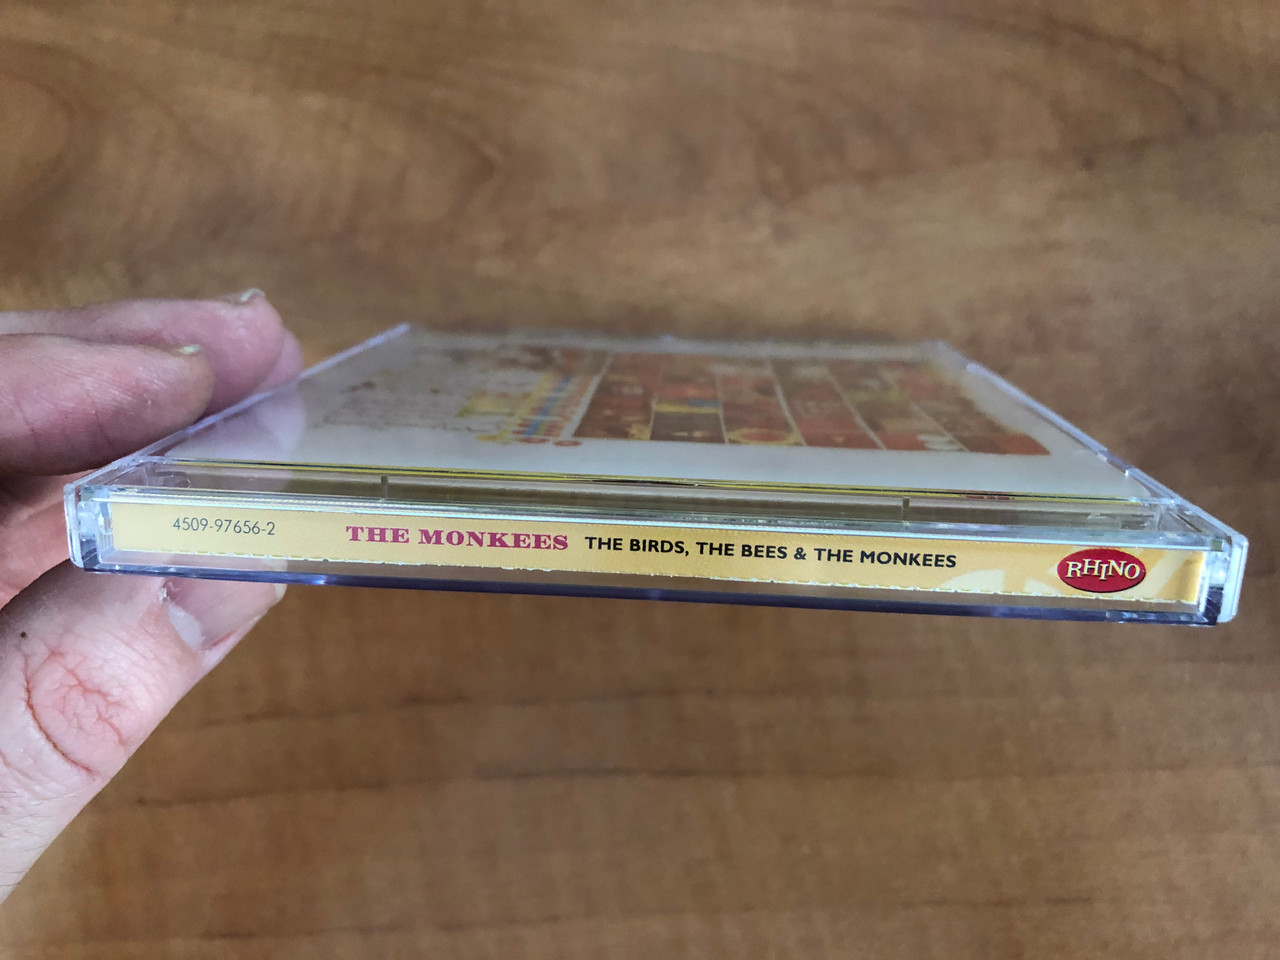 4509-97656-2 THE MONKEES THE BIRDS, THE BEES & THE MONKEES RHINO